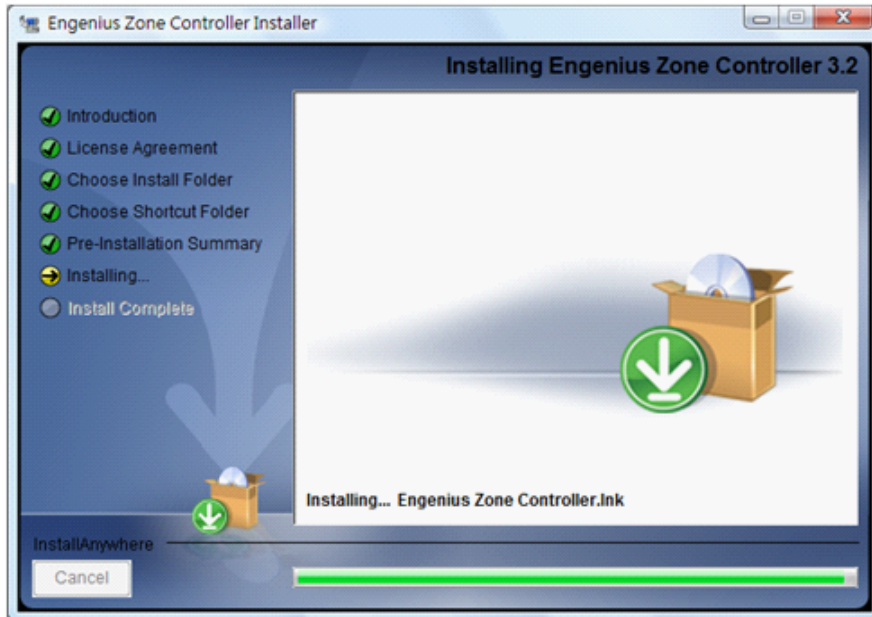 Engenius Zone Controller Installer
Installing Engenius Zone Controller 3.2
Introduction
License Agreement
Choose Install Folder
Choose Shortcut Folder
Pre-Installation Summary
Installing...
Install Complete
Installing... Engenius Zone Controller.lnk
InstallAnywhere
Cancel